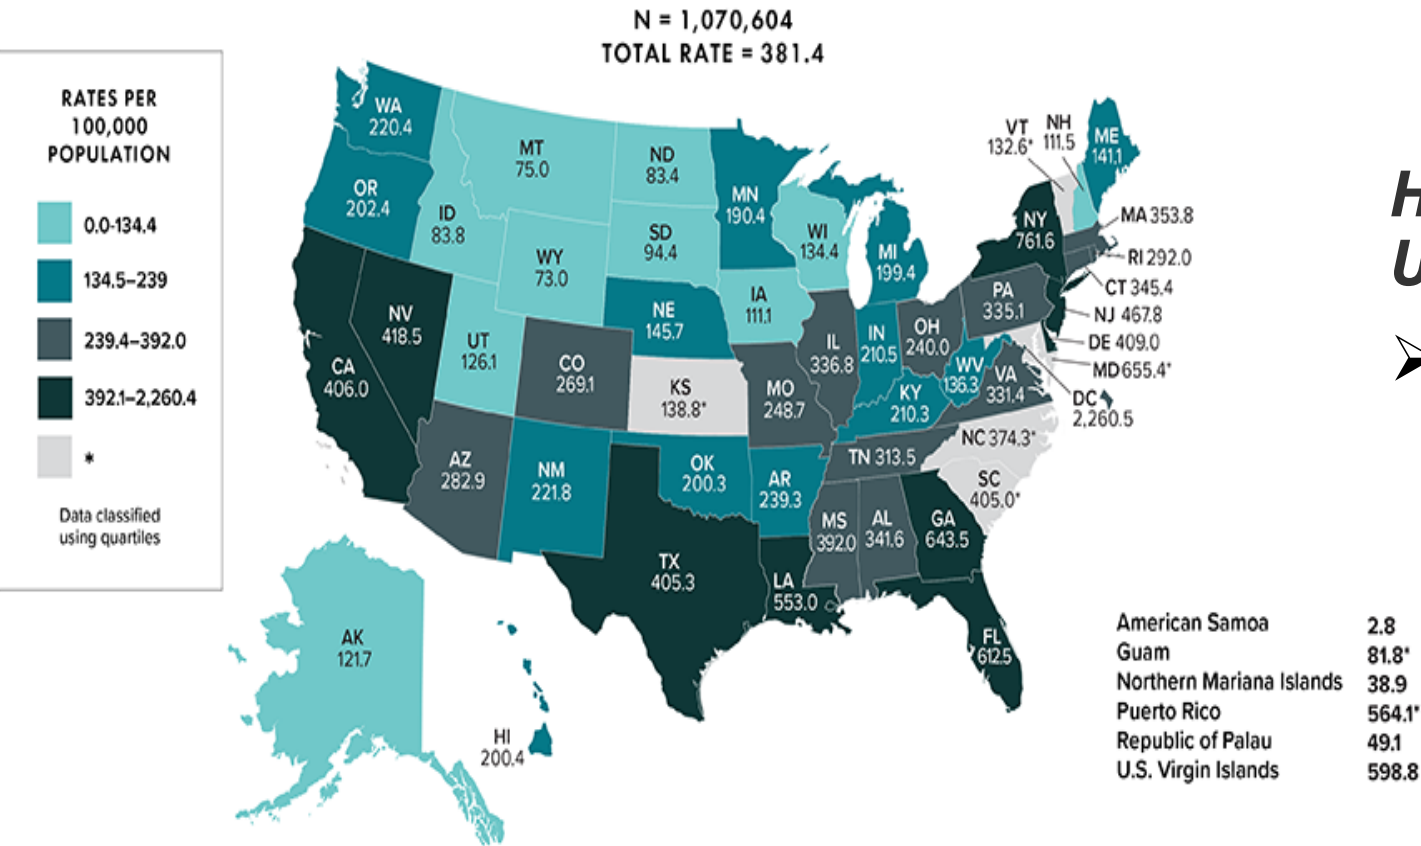 N = 1,070,604
TOTAL RATE = 381.4
RATES PER
100,000
POPULATION
0.0-134.4
134.5–239
239.4–392.0
392.1–2,260.4
*
Data classified
using quartiles
WA
220.4
OR
202.4
ID
83.8
MT
75.0
ND
83.4
SD
94.4
WY
73.0
MN
190.4
WI
134.4
MI
199.4
VT
132.6*
NH
111.5
ME
141.1
NY
761.6
MA 353.8
RI 292.0
CT 345.4
NJ 467.8
DE 409.0
MD 655.4*
DC
2,260.5
PA
335.1
CA
406.0
NV
418.5
UT
126.1
CO
269.1
NE
145.7
IA
111.1
KS
138.8*
MO
248.7
IL
336.8
IN
210.5
OH
240.0
WV
136.3
VA
331.4
KY
210.3
NC 374.3*
TN 313.5
SC
405.0*
AZ
282.9
NM
221.8
OK
200.3
AR
239.3
MS
392.0
AL
341.6
GA
643.5
TX
405.3
LA
553.0
FL
612.5
AK
121.7
HI
200.4
American Samoa 2.8
Guam 81.8*
Northern Mariana Islands 38.9
Puerto Rico 564.1*
Republic of Palau 49.1
U.S. Virgin Islands 598.8
H
U